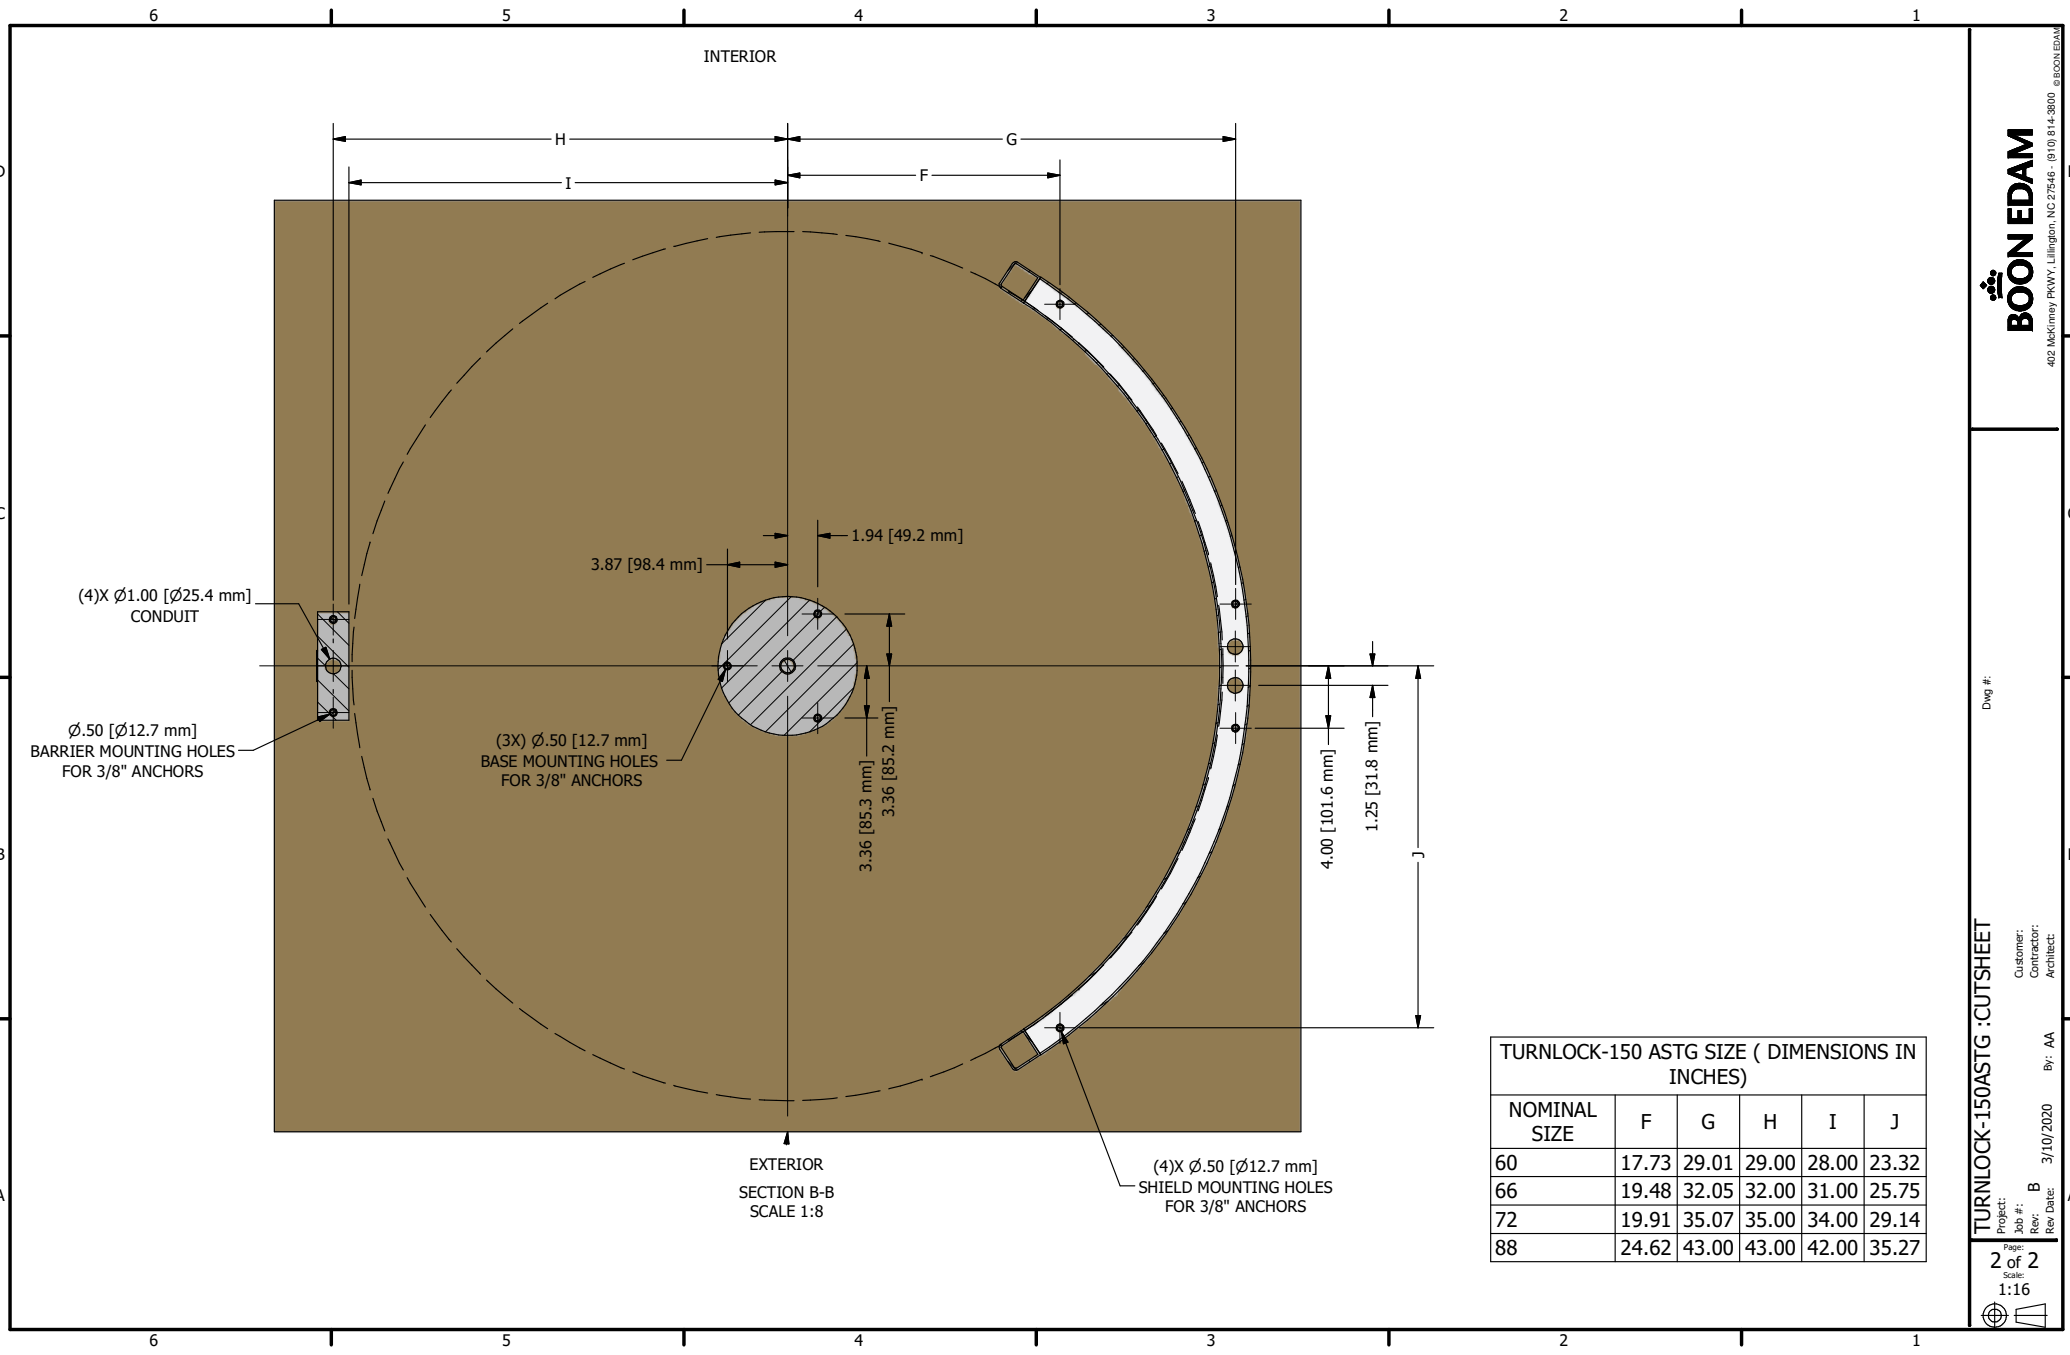 6 5 4 3 2 1
INTERIOR
H
G
F
I
D
C
B
A
1.94 [49.2 mm]
3.87 [98.4 mm]
(4)X Ø1.00 [Ø25.4 mm]
CONDUIT
Ø.50 [Ø12.7 mm]
BARRIER MOUNTING HOLES
FOR 3/8" ANCHORS
(3X) Ø.50 [12.7 mm]
BASE MOUNTING HOLES
FOR 3/8" ANCHORS
3.36 [85.3 mm]
3.36 [85.2 mm]
4.00 [101.6 mm]
1.25 [31.8 mm]
J
EXTERIOR
SECTION B-B
SCALE 1:8
(4)X Ø.50 [Ø12.7 mm]
SHIELD MOUNTING HOLES
FOR 3/8" ANCHORS
TURNLOCK-150 ASTG SIZE ( DIMENSIONS IN
INCHES)
NOMINAL
SIZE
F G H I J
60 17.73 29.01 29.00 28.00 23.32
66 19.48 32.05 32.00 31.00 25.75
72 19.91 35.07 35.00 34.00 29.14
88 24.62 43.00 43.00 42.00 35.27
BOON EDAM
402 McKinney PKWY, Lillington, NC 27546 - (910) 814-3800 © BOON EDAM
Dwg #:
TURNLOCK-150ASTG :CUTSHEET
Customer:
Contractor:
Architect:
Project:
Job #:
Rev: B
Rev Date: 3/10/2020 By: AA
Page:
2 of 2
Scale:
1:16
6 5 4 3 2 1